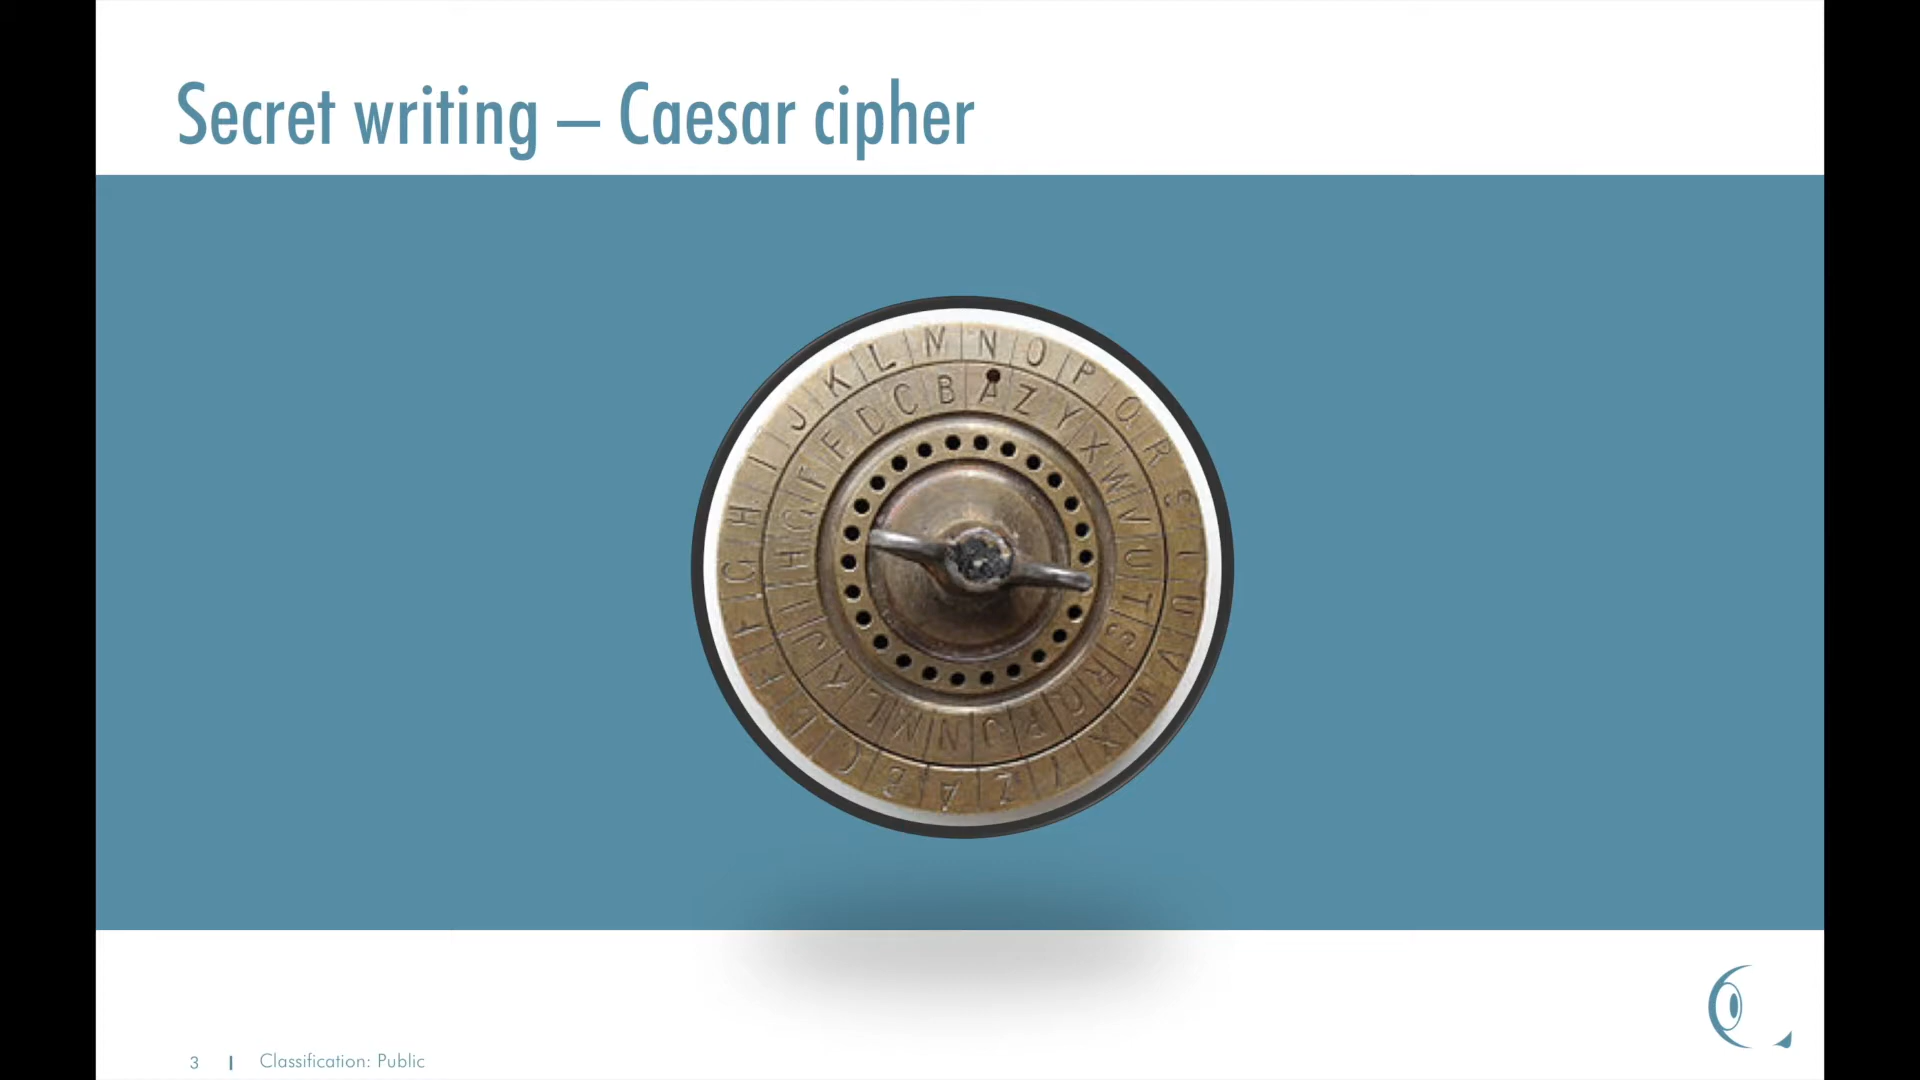 Secret writing – Caesar cipher
M N O P Q R S T U V W X Y Z A B C D E F G H I J K L
A Z Y X W V U T S R Q P O N M L K J I H G F E D C B
3 | Classification: Public